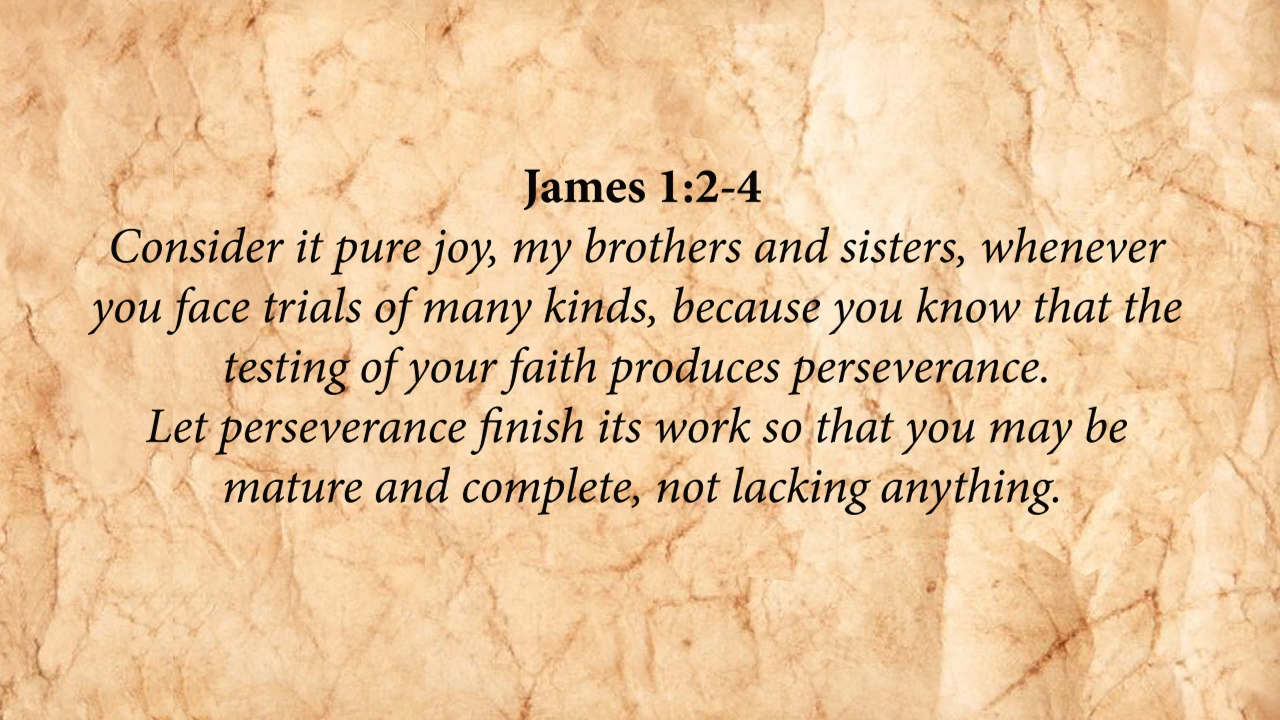 James 1:2-4
Consider it pure joy, my brothers and sisters, whenever
you face trials of many kinds, because you know that the
testing of your faith produces perseverance.
Let perseverance finish its work so that you may be
mature and complete, not lacking anything.